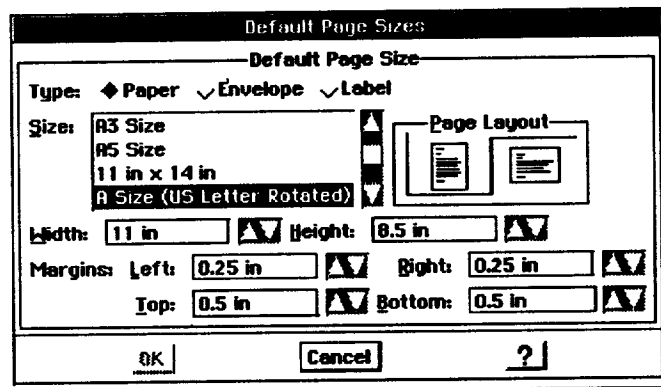 Default Page Sizes
Default Page Size
Type: Paper Envelope Label
Size: A3 Size
A5 Size
11 in x 14 in
A Size (US Letter Rotated)
Page Layout
Width: 11 in Height: 8.5 in
Margins: Left: 0.25 in Right: 0.25 in
Top: 0.5 in Bottom: 0.5 in
OK Cancel ?